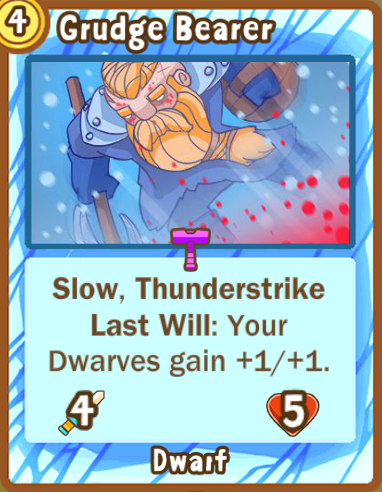 4 Grudge Bearer
Slow, Thunderstrike
Last Will: Your
Dwarves gain +1/+1.
4 5
Dwarf